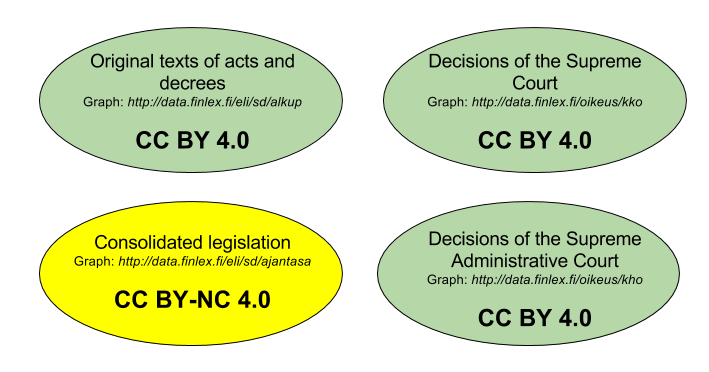 Original texts of acts and
decrees
Graph: http://data.finlex.fi/eli/sd/alkup
CC BY 4.0
Decisions of the Supreme
Court
Graph: http://data.finlex.fi/oikeus/kko
CC BY 4.0
Consolidated legislation
Graph: http://data.finlex.fi/eli/sd/ajantasa
CC BY-NC 4.0
Decisions of the Supreme
Administrative Court
Graph: http://data.finlex.fi/oikeus/kho
CC BY 4.0